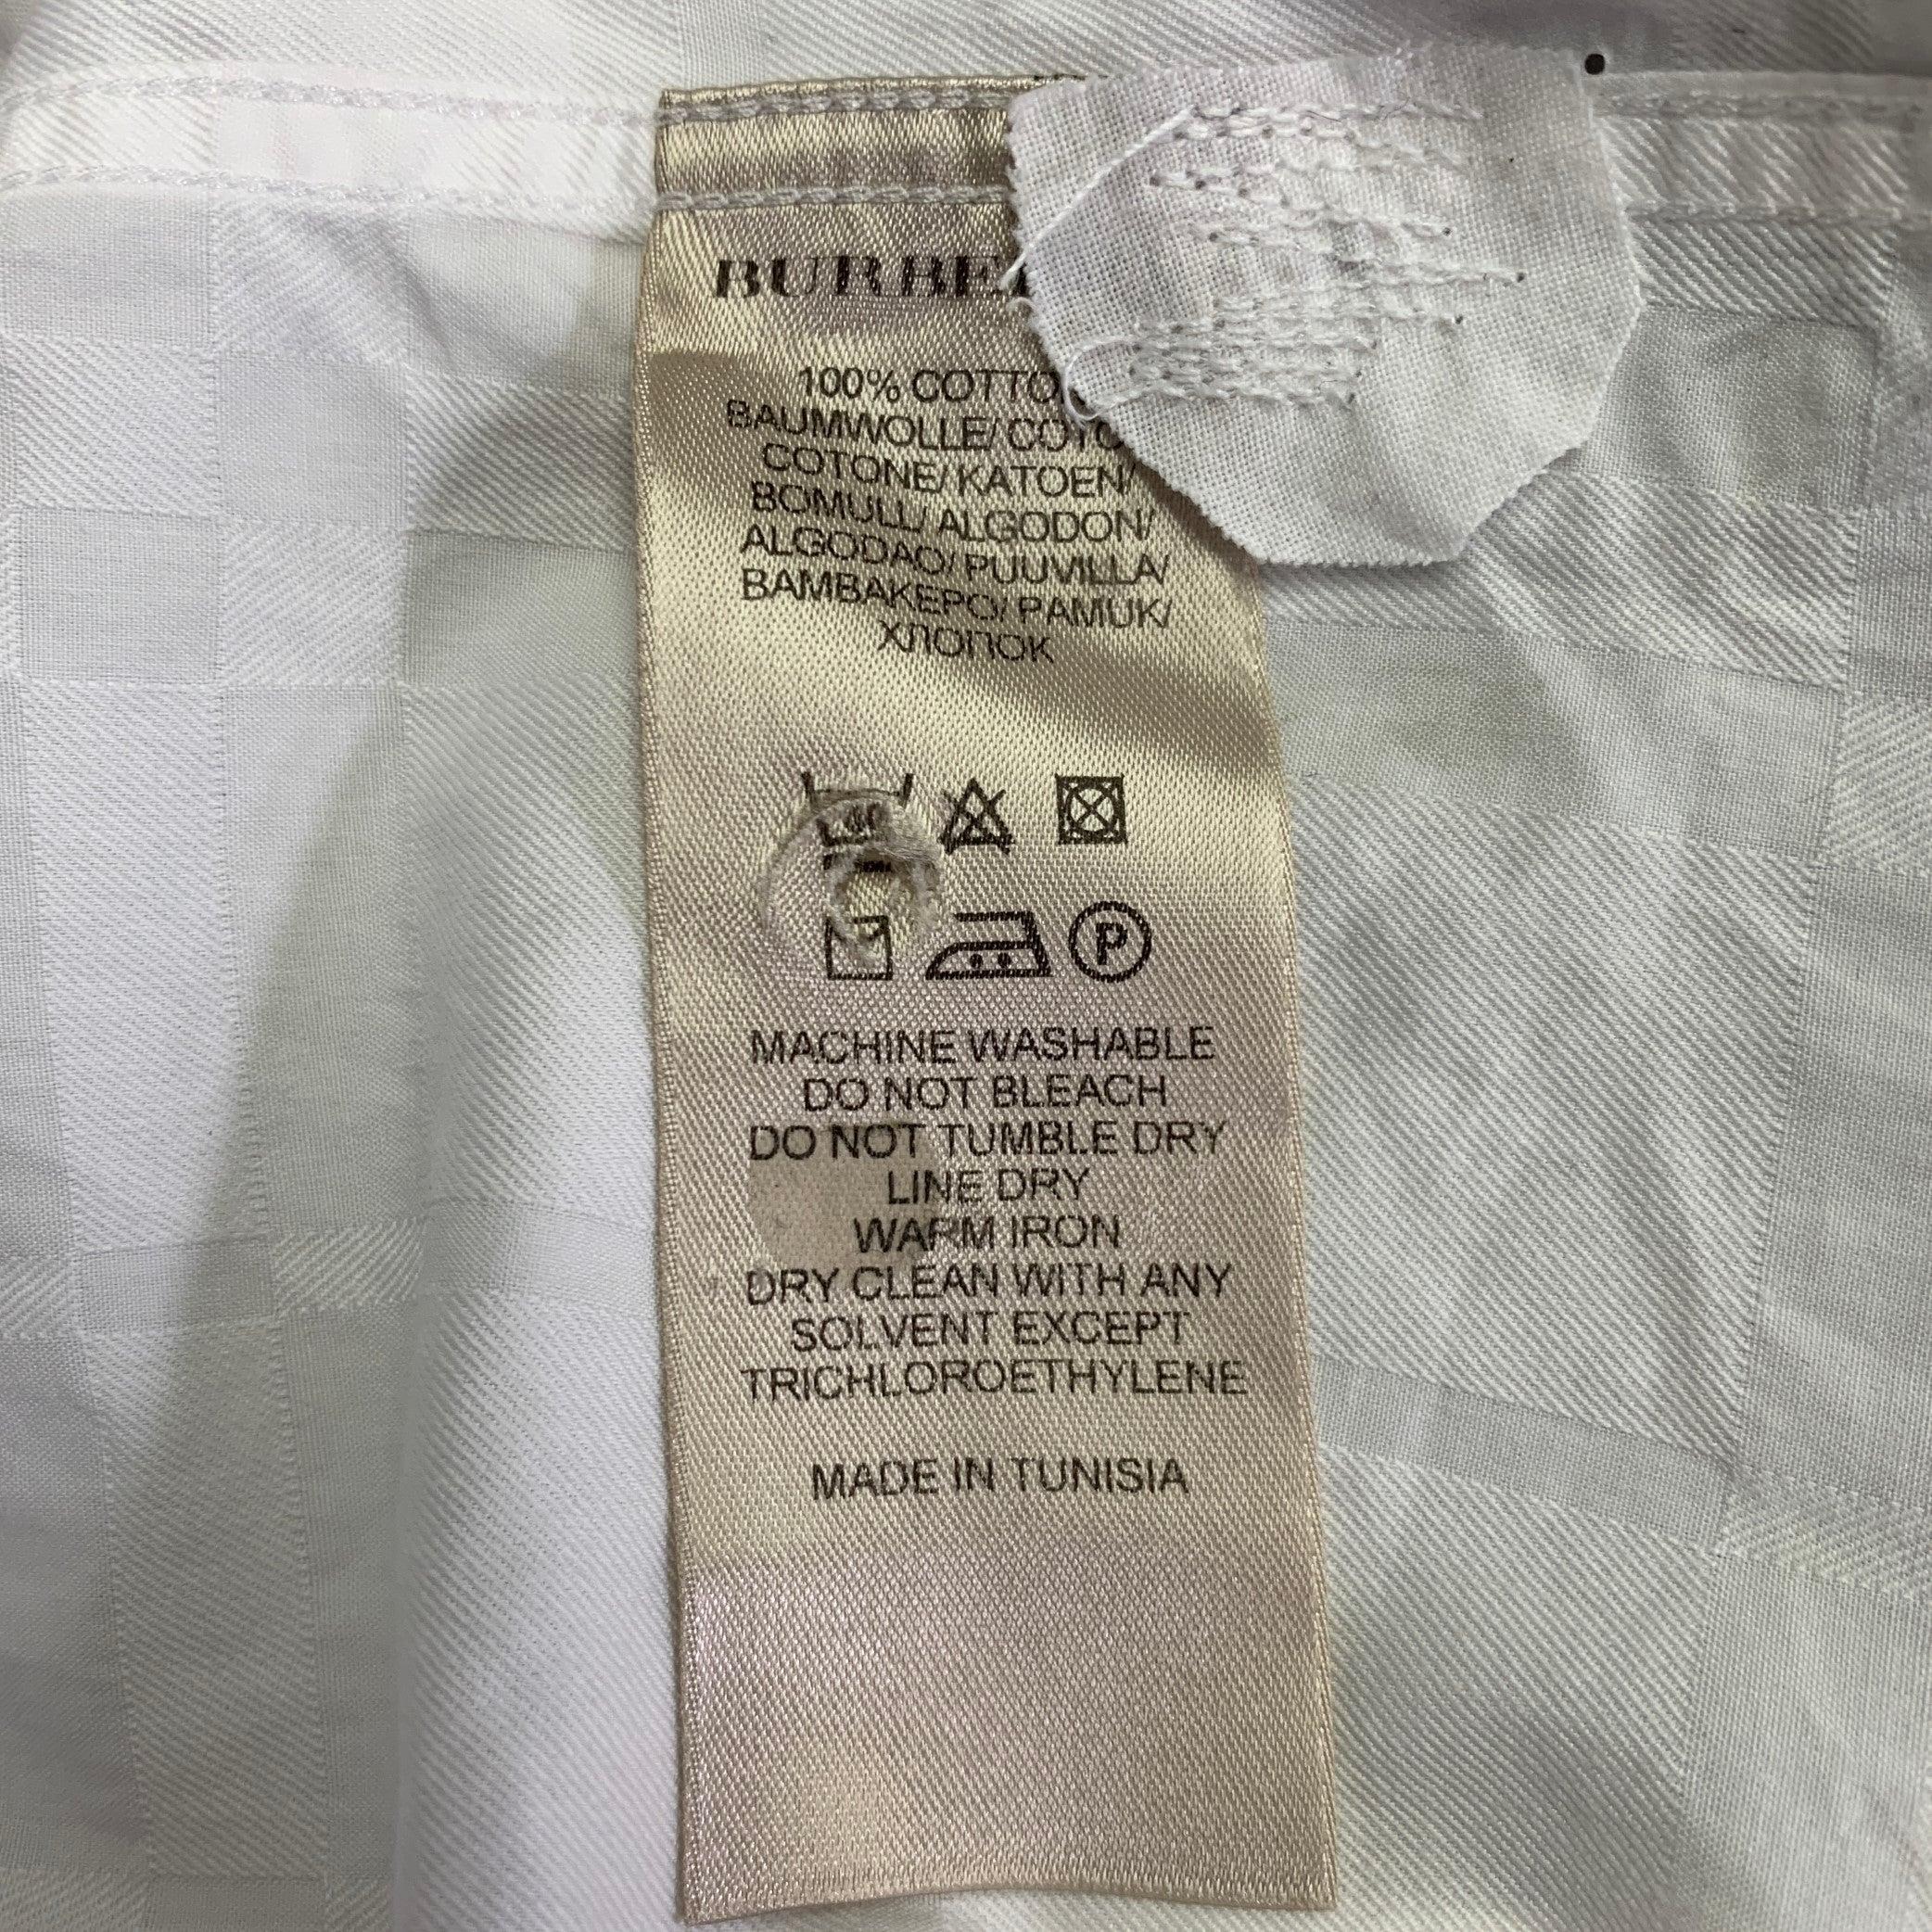 BURBE
100% COTTO
BAUMWOLLE/ COTO
COTONE/ KATOEN/
BOMULL/ ALGODON/
ALGODAO/ PUUVILLA/
BAMBAKEPO/ PAMUK/
ХЛОПОК
P
MACHINE WASHABLE
DO NOT BLEACH
DO NOT TUMBLE DRY
LINE DRY
WARM IRON
DRY CLEAN WITH ANY
SOLVENT EXCEPT
TRICHLOROETHYLENE
MADE IN TUNISIA